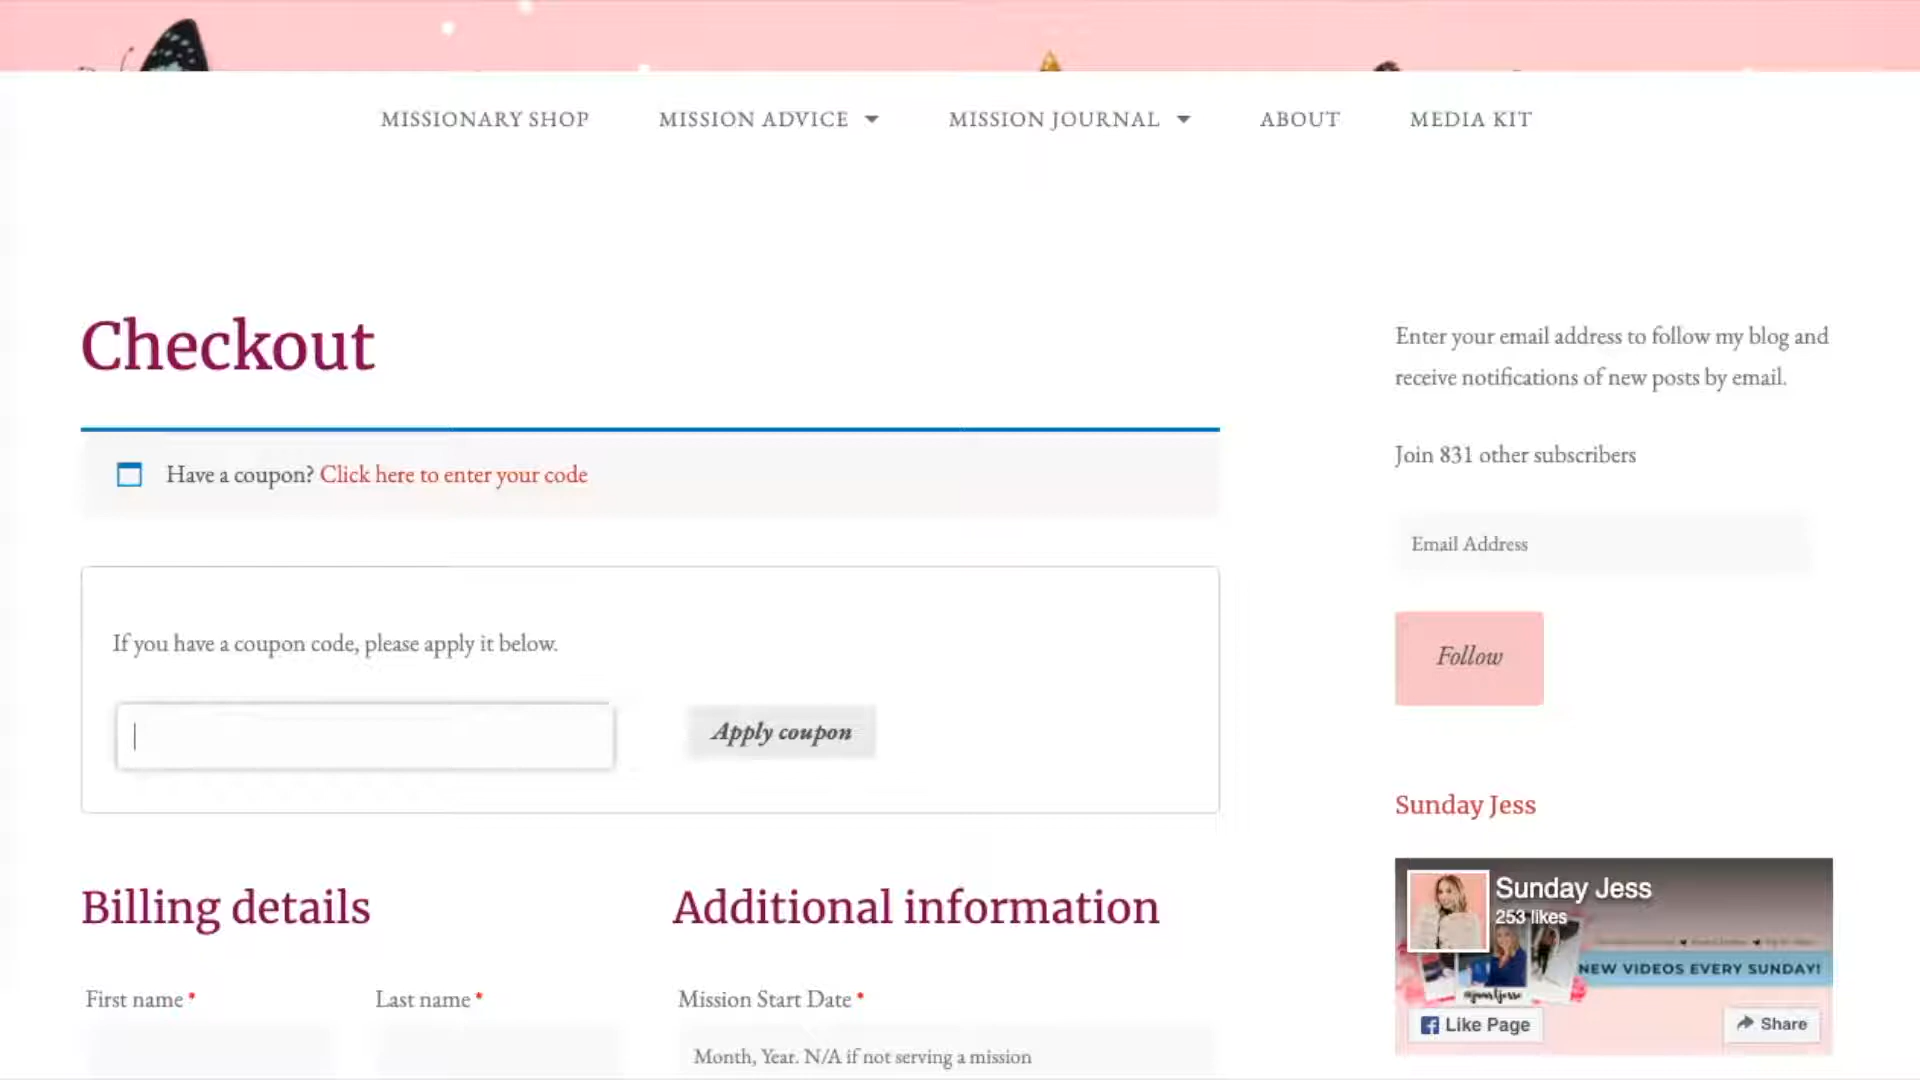 MISSIONARY SHOP MISSION ADVICE MISSION JOURNAL ABOUT MEDIA KIT
Checkout
Have a coupon? Click here to enter your code
If you have a coupon code, please apply it below.
Apply coupon
Billing details
Additional information
First name *
Last name *
Mission Start Date *
Month, Year. N/A if not serving a mission
Enter your email address to follow my blog and
receive notifications of new posts by email.
Join 831 other subscribers
Email Address
Follow
Sunday Jess
Sunday Jess
253 likes
NEW VIDEOS EVERY SUNDAY!
Like Page
Share